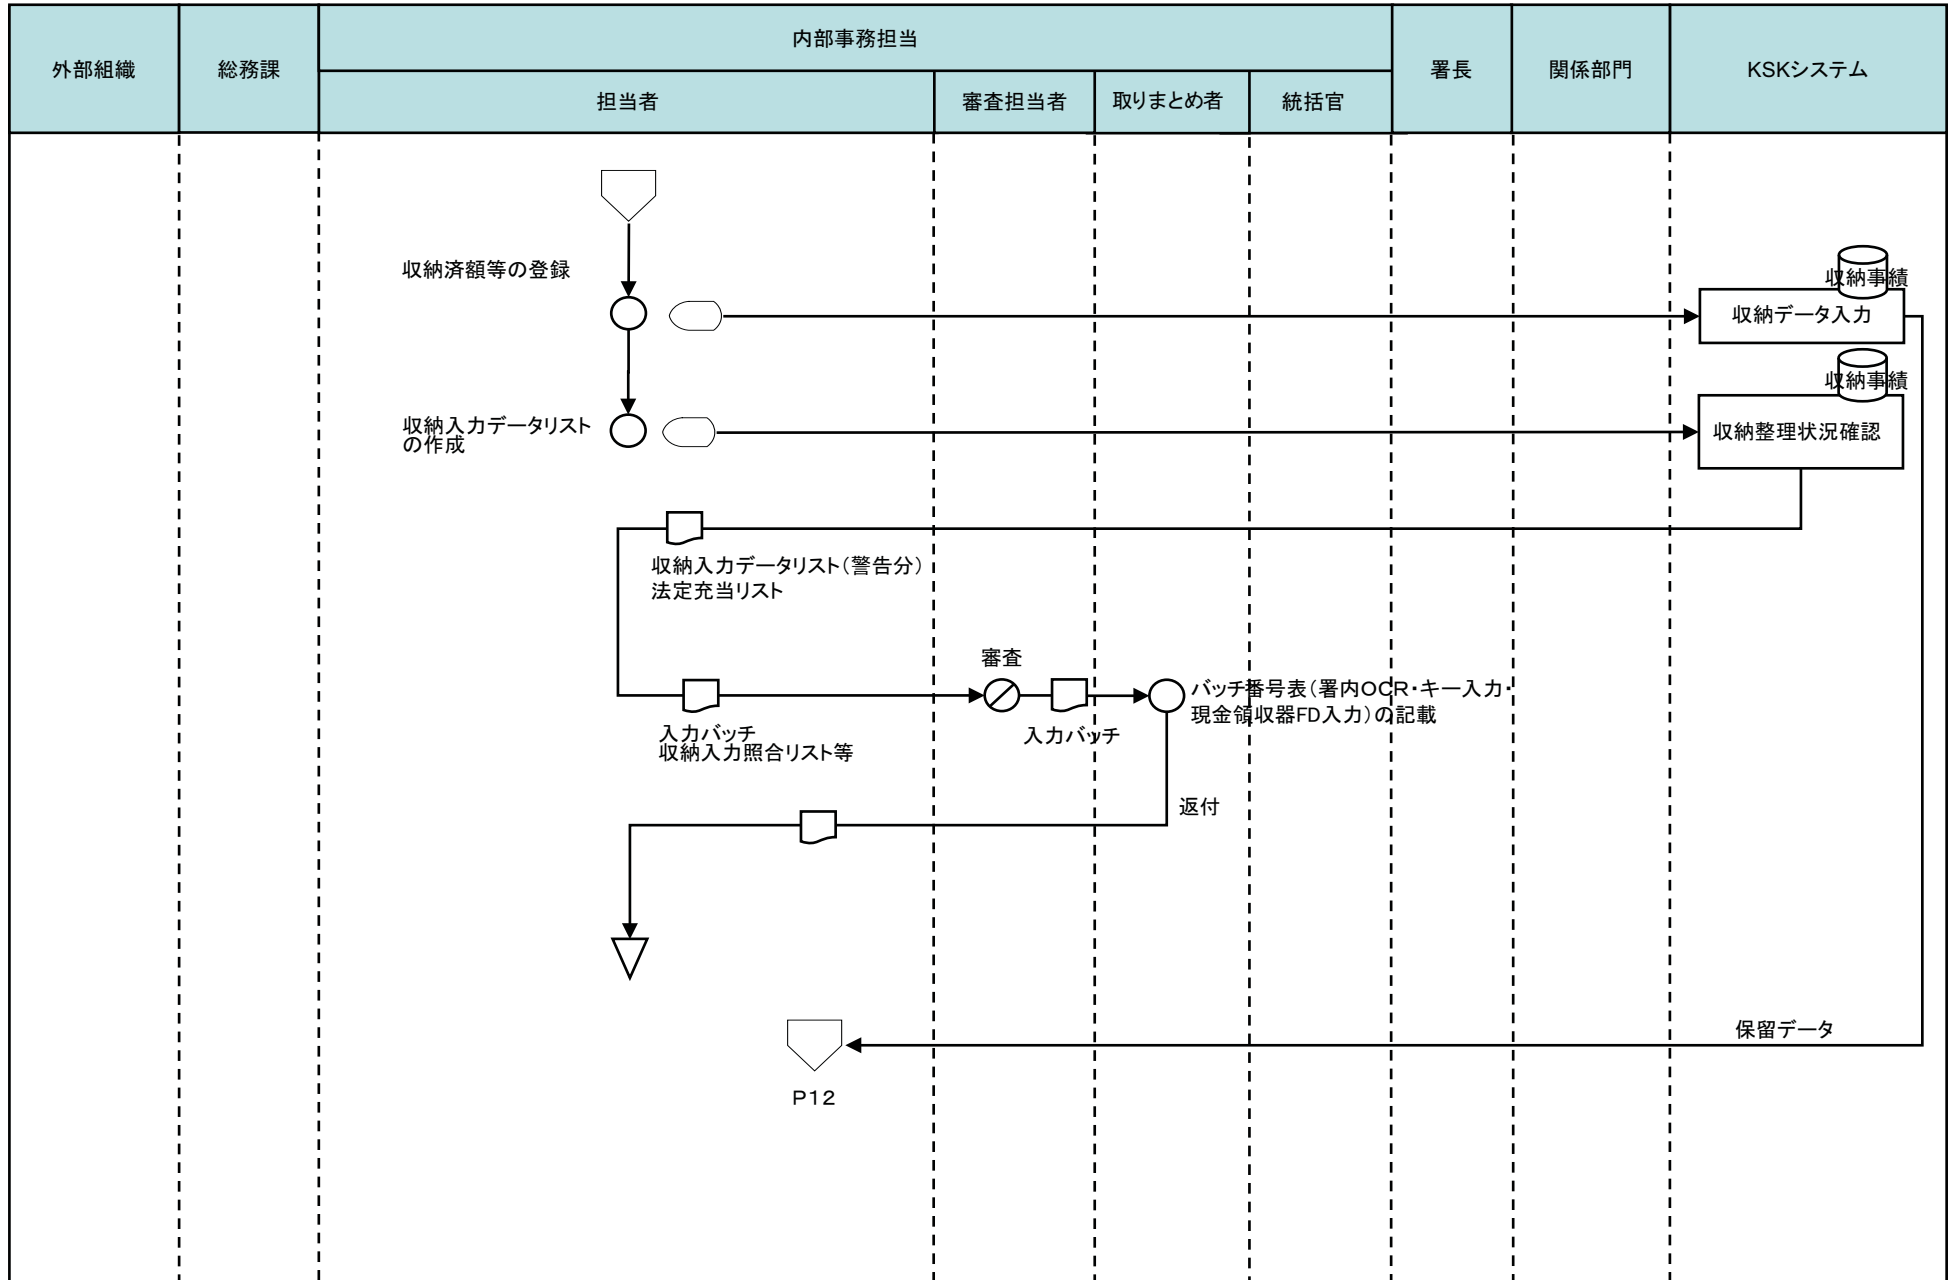 外部組織
総務課
内部事務担当
担当者
審査担当者
取りまとめ者
統括官
署長
関係部門
KSKシステム
収納済額等の登録
収納事績
収納データ入力
収納事績
収納入力データリスト
の作成
収納整理状況確認
収納入力データリスト(警告分)
法定充当リスト
審査
バッチ番号表(署内OCR・キー入力・
現金領収器FD入力)の記載
入力バッチ
収納入力照合リスト等
入力バッチ
返付
保留データ
P12